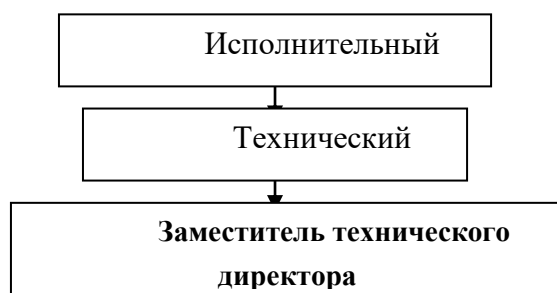 Исполнительный
Технический
Заместитель технического
директора